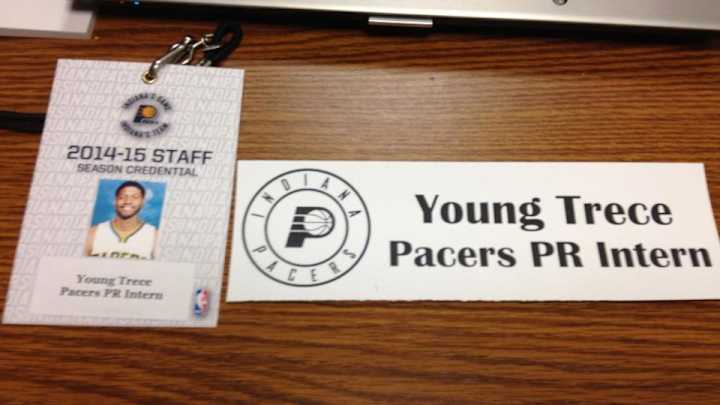 INDIANA'S GAME
INDIANA'S TEAM
2014-15 STAFF
SEASON CREDENTIAL
Young Trece
Pacers PR Intern
INDIANA
PACERS
Young Trece
Pacers PR Intern